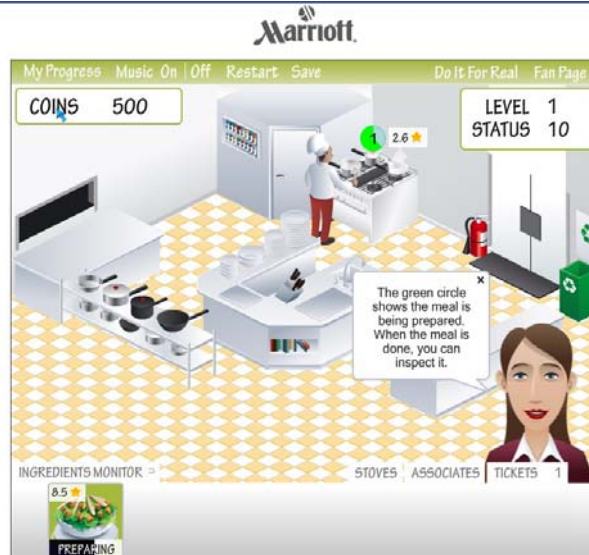 Marriott
My Progress Music On | Off Restart Save Do It For Real Fan Page
COINS 500
LEVEL 1
STATUS 10
1 2.6
The green circle
shows the meal is
being prepared.
When the meal is
done, you can
inspect it.
x
INGREDIENTS MONITOR
STOVES ASSOCIATES TICKETS 1
8.5
PREPARING